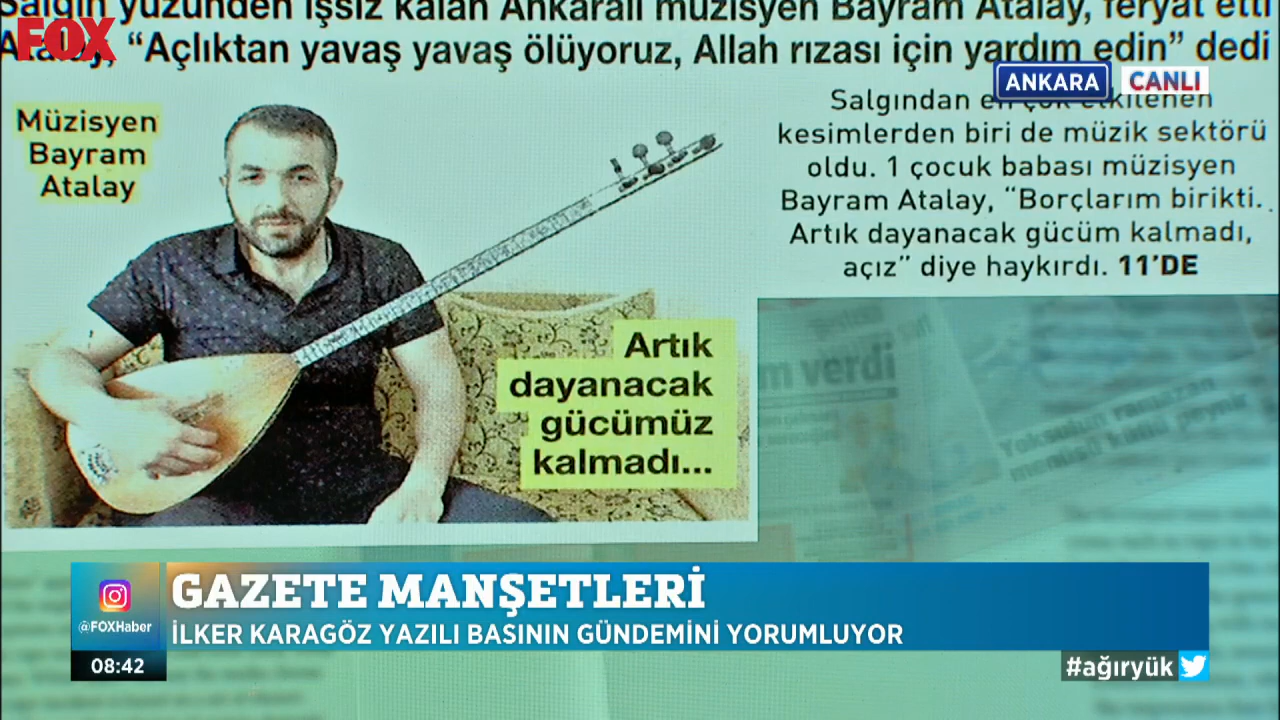 Salgın yüzünden işsiz kalan Ankaralı müzisyen Bayram Atalay, feryat etti
FOX
Atalay, “Açlıktan yavaş yavaş ölüyoruz, Allah rızası için yardım edin” dedi
ANKARA
CANLI
Müzisyen
Bayram
Atalay
Salgından en çok etkilenen
kesimlerden biri de müzik sektörü
oldu. 1 çocuk babası müzisyen
Bayram Atalay, “Borçlarım birikti.
Artık dayanacak gücüm kalmadı,
açız” diye haykırdı. 11’DE
Artık
dayanacak
gücümüz
kalmadı...
verdi
GAZETE MANŞETLERİ
İLKER KARAGÖZ YAZILI BASININ GÜNDEMİNİ YORUMLUYOR
@FOXHaber
08:42
#ağıryük